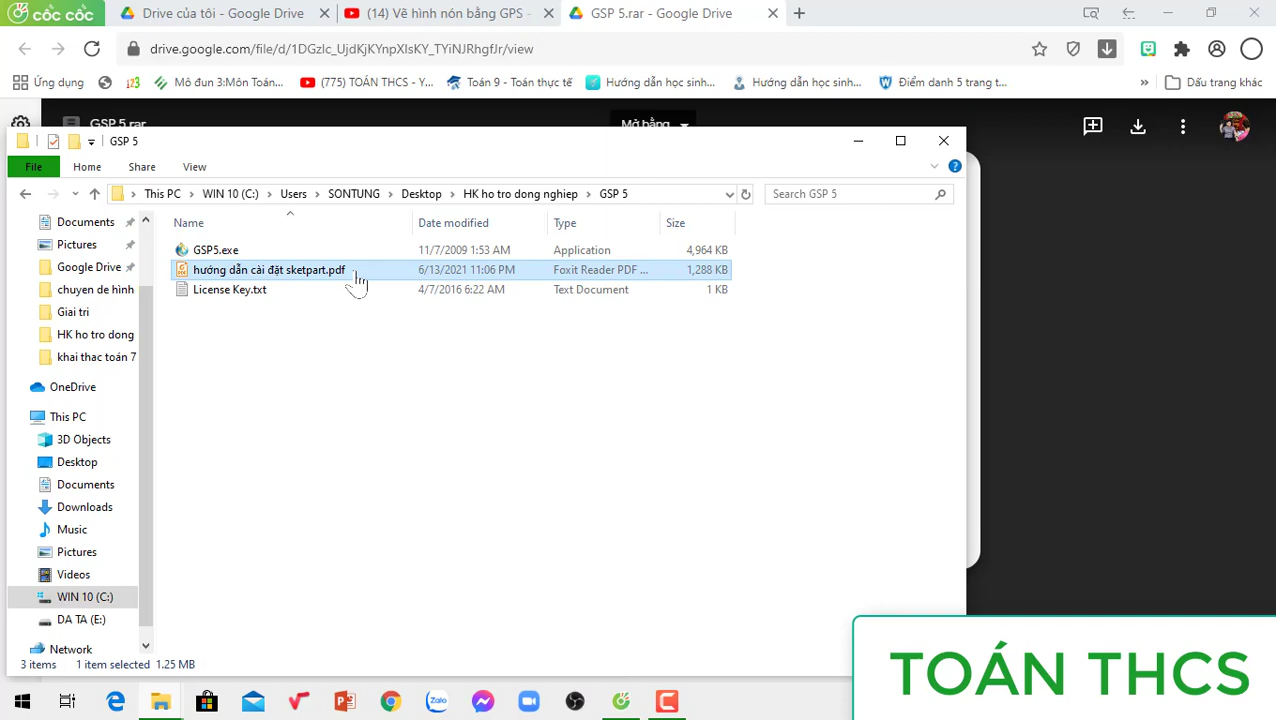 CỐC CỐC
Drive của tôi - Google Drive
(14) Vẽ hình nón bằng GPS -
GSP 5.rar - Google Drive
drive.google.com/file/d/1DGzlc_UjdKjKYnpXlsKY_TYiNJRhgfJr/view
Ứng dụng
Mô đun 3:Môn Toán...
(775) TOÁN THCS - Y...
Toán 9 - Toán thực tế
Hướng dẫn học sinh...
Hướng dẫn học sinh...
Điểm danh 5 trang t...
»
Dấu trang khác
GSP 5.rar
Mở bằng
GSP 5
File
Home
Share
View
This PC
WIN 10 (C:)
Users
SONTUNG
Desktop
HK ho tro dong nghiep
GSP 5
Search GSP 5
Name
Date modified
Type
Size
GSP5.exe
11/7/2009 1:53 AM
Application
4,964 KB
hướng dẫn cài đặt sketpart.pdf
6/13/2021 11:06 PM
Foxit Reader PDF ...
1,288 KB
License Key.txt
4/7/2016 6:22 AM
Text Document
1 KB
Documents
Pictures
Google Drive
chuyen de hình
Giai tri
HK ho tro dong
khai thac toán 7
OneDrive
This PC
3D Objects
Desktop
Documents
Downloads
Music
Pictures
Videos
WIN 10 (C:)
DA TA (E:)
Network
3 items
1 item selected 1.25 MB
TOÁN THCS
Zalo